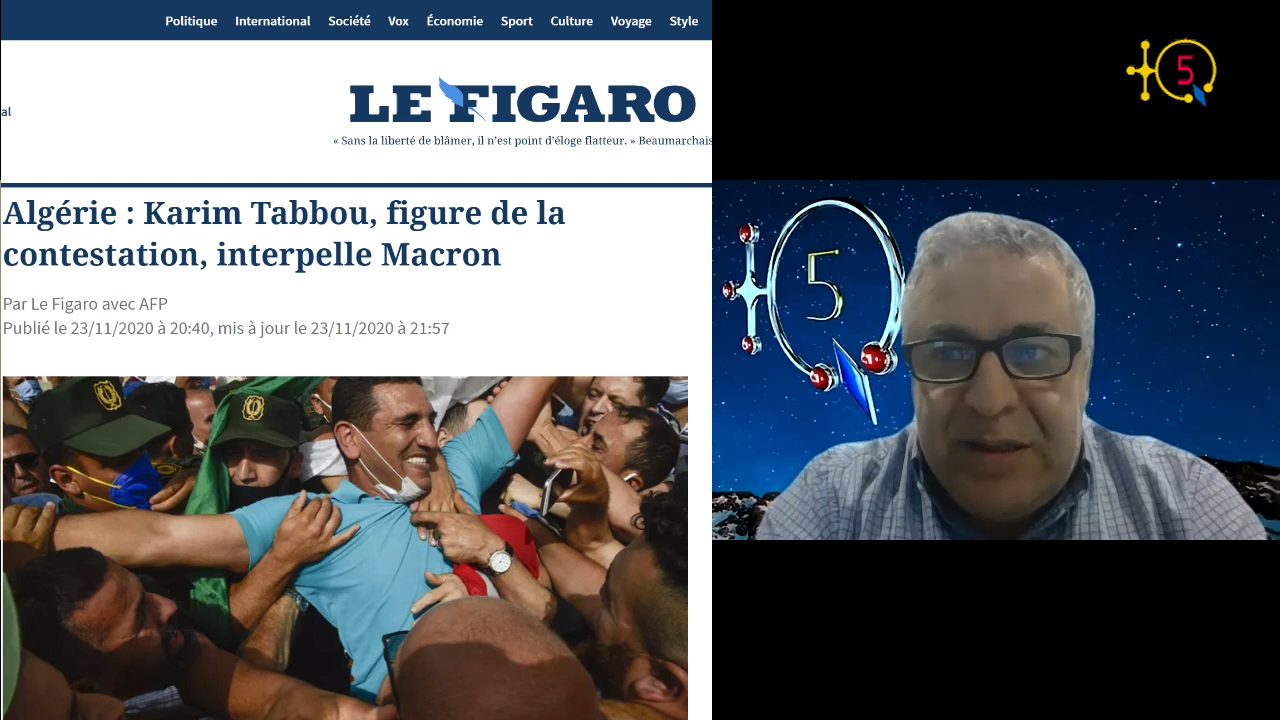 Politique International Société Vox Économie Sport Culture Voyage Style
al
LE FIGARO
« Sans la liberté de blâmer, il n'est point d'éloge flatteur. » Beaumarchais
Algérie : Karim Tabbou, figure de la
contestation, interpelle Macron
Par Le Figaro avec AFP
Publié le 23/11/2020 à 20:40, mis à jour le 23/11/2020 à 21:57
5
5